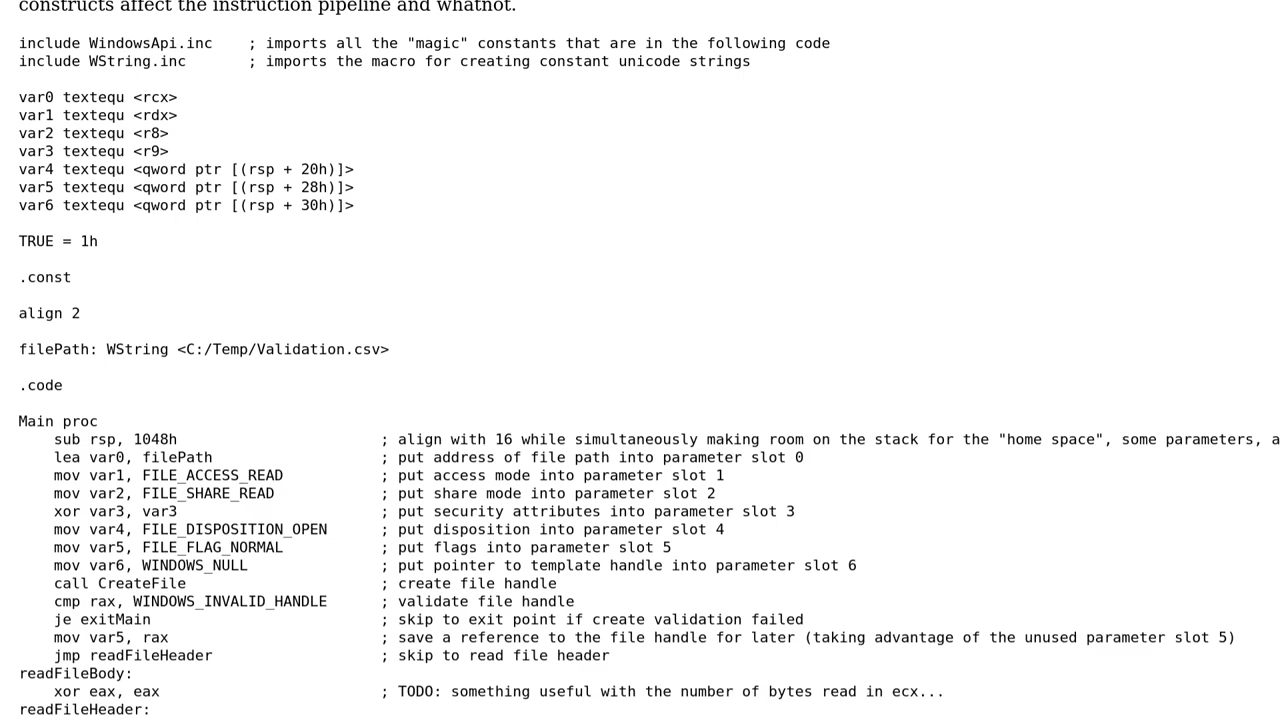 constructs affect the instruction pipeline and whatnot.
include WindowsApi.inc    ; imports all the "magic" constants that are in the following code
include WString.inc       ; imports the macro for creating constant unicode strings
var0 textequ <rcx>
var1 textequ <rdx>
var2 textequ <r8>
var3 textequ <r9>
var4 textequ <qword ptr [(rsp + 20h)]>
var5 textequ <qword ptr [(rsp + 28h)]>
var6 textequ <qword ptr [(rsp + 30h)]>
TRUE = 1h
.const
align 2
filePath: WString <C:/Temp/Validation.csv>
.code
Main proc
    sub rsp, 1048h                       ; align with 16 while simultaneously making room on the stack for the "home space", some parameters, a
    lea var0, filePath                   ; put address of file path into parameter slot 0
    mov var1, FILE_ACCESS_READ           ; put access mode into parameter slot 1
    mov var2, FILE_SHARE_READ            ; put share mode into parameter slot 2
    xor var3, var3                       ; put security attributes into parameter slot 3
    mov var4, FILE_DISPOSITION_OPEN      ; put disposition into parameter slot 4
    mov var5, FILE_FLAG_NORMAL           ; put flags into parameter slot 5
    mov var6, WINDOWS_NULL               ; put pointer to template handle into parameter slot 6
    call CreateFile                      ; create file handle
    cmp rax, WINDOWS_INVALID_HANDLE      ; validate file handle
    je exitMain                          ; skip to exit point if create validation failed
    mov var5, rax                        ; save a reference to the file handle for later (taking advantage of the unused parameter slot 5)
    jmp readFileHeader                   ; skip to read file header
readFileBody:
    xor eax, eax                         ; TODO: something useful with the number of bytes read in ecx...
readFileHeader: